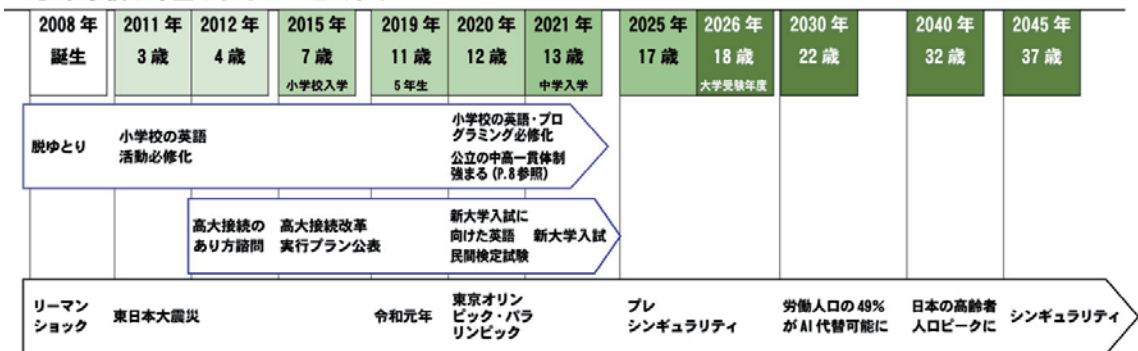 2008年 2011年 2012年 2015年 2019年 2020年 2021年 2025年 2026年 2030年 2040年 2045年
誕生 3歳 4歳 7歳 11歳 12歳 13歳 17歳 18歳 22歳 32歳 37歳
小学校入学 5年生 中学入学 大学受験年度
脱ゆとり
小学校の英語
活動必修化
小学校の英語・プロ
グラミング必修化
公立の中高一貫体制
強まる(P.8参照)
高大接続の
あり方諮問
高大接続改革
実行プラン公表
新大学入試に
向けた英語
民間検定試験
新大学入試
リーマン
ショック
東日本大震災
令和元年
東京オリン
ピック・パラ
リンピック
プレ
シンギュラリティ
労働人口の49%
がAI代替可能に
日本の高齢者
人口ピークに
シンギュラリティ